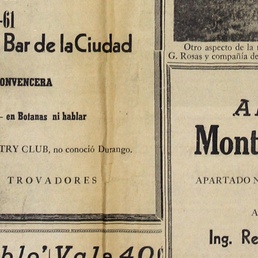 -61
Bar de la Ciudad
ONVENCERA
- en Botanas ni hablar
TRY CLUB, no conoció Durango.
TROVADORES
Otro aspecto de la
G. Rosas y compañía de
A
Mont
APARTADO N
A
Ing. Re
Vale 40